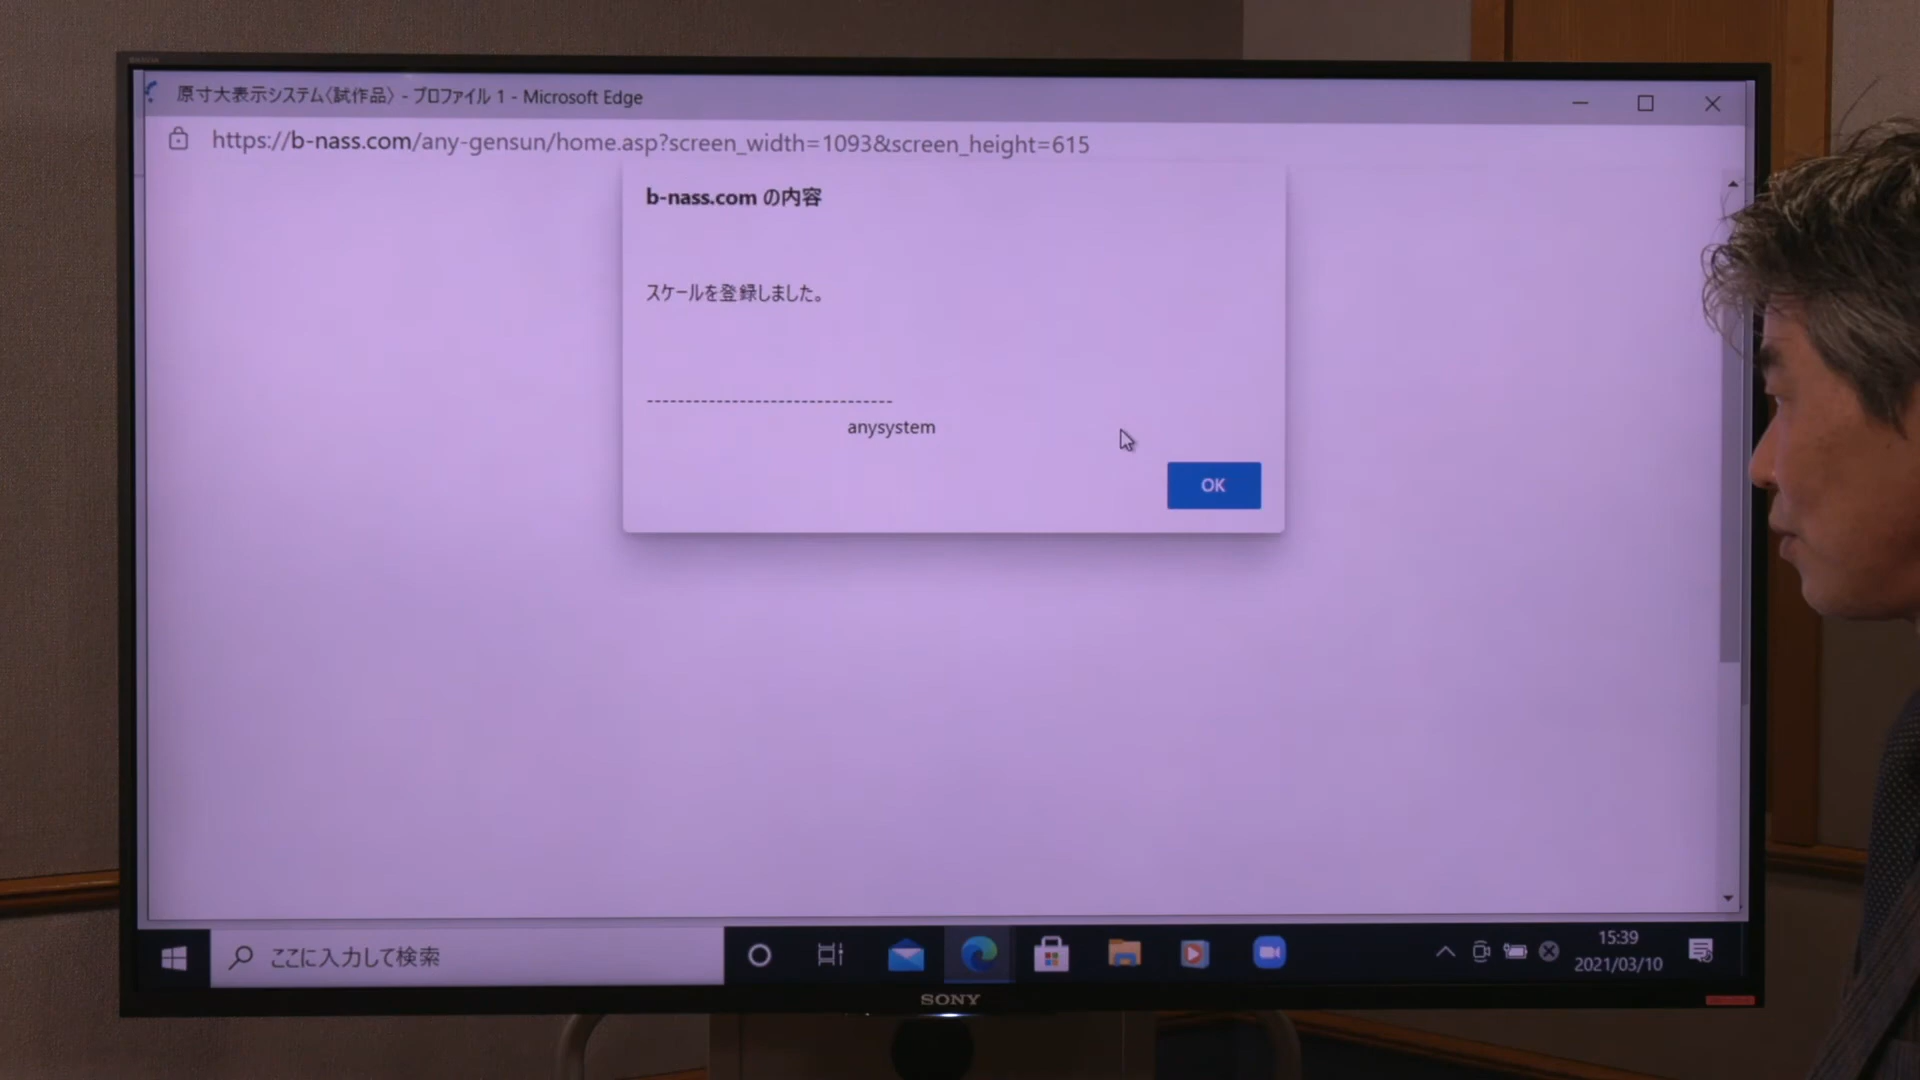 原寸大表示システム〈試作品〉 - プロファイル 1 - Microsoft Edge
https://b-nass.com/any-gensun/home.asp?screen_width=1093&screen_height=615
b-nass.com の内容
スケールを登録しました。
--------------------------------
anysystem
OK
ここに入力して検索
15:39
2021/03/10
SONY